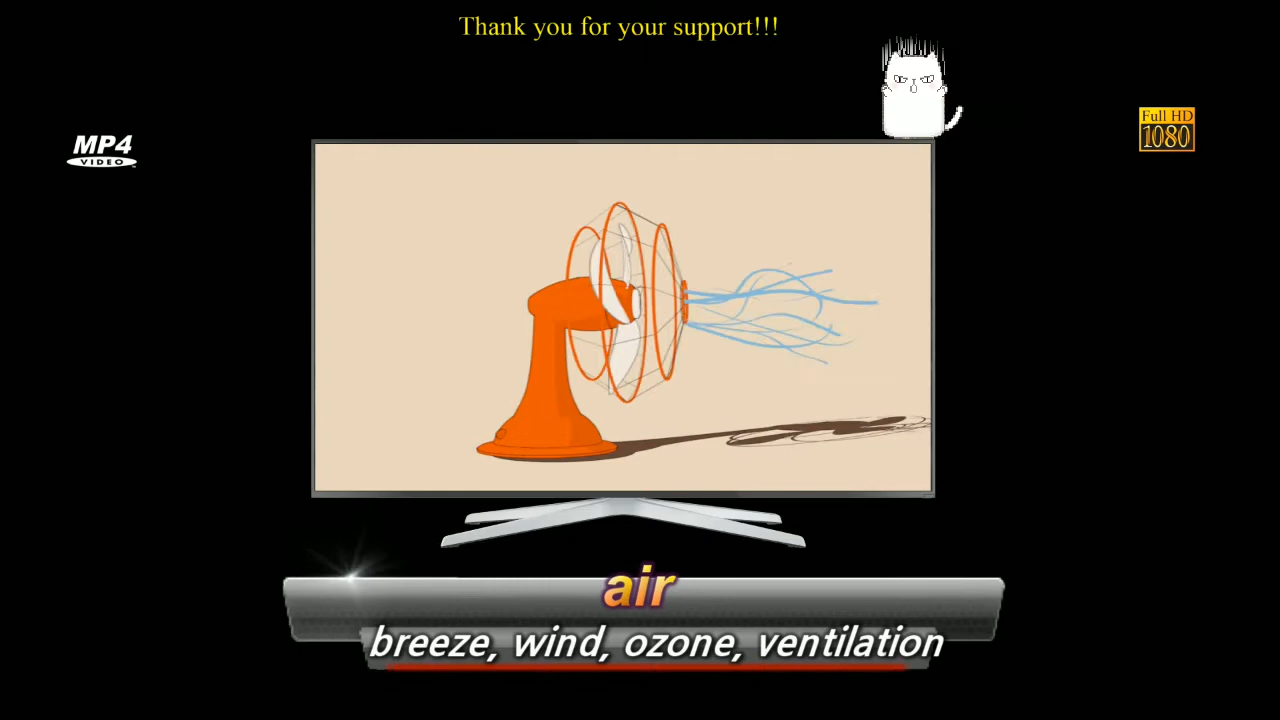 Thank you for your support!!!
MP4
VIDEO
Full HD
1080
air
breeze, wind, ozone, ventilation